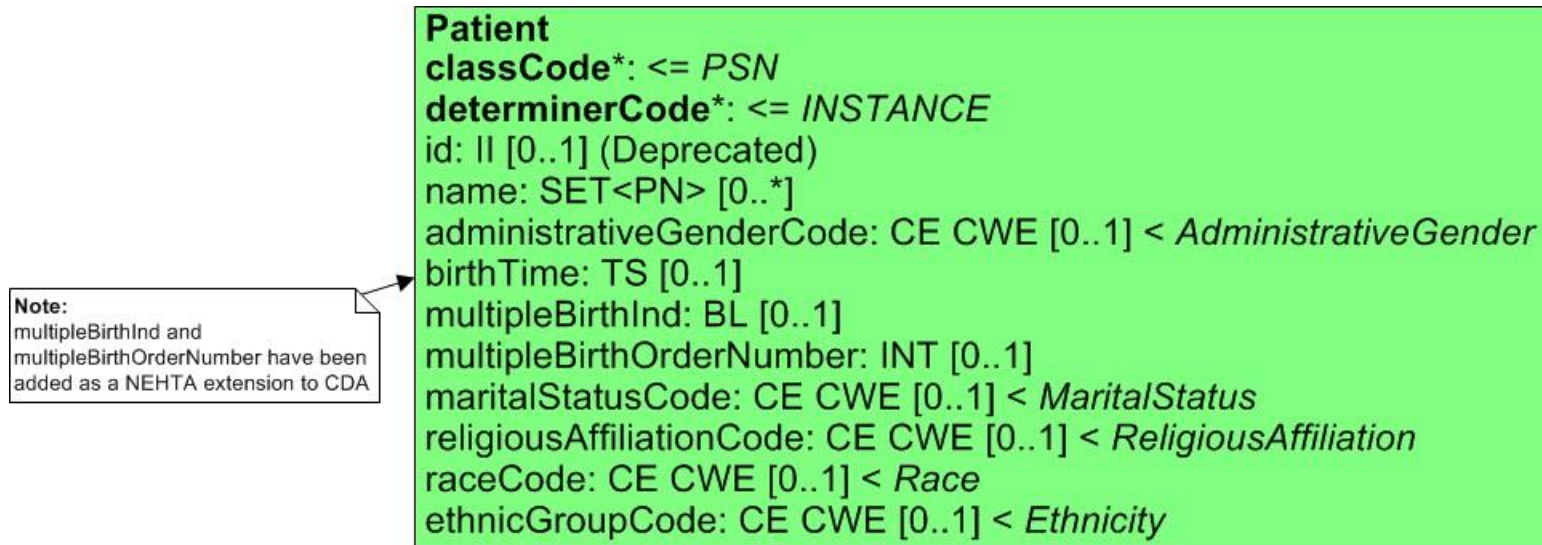 Patient
classCode*: <= PSN
determinerCode*: <= INSTANCE
id: II [0..1] (Deprecated)
name: SET<PN> [0..*]
administrativeGenderCode: CE CWE [0..1] < AdministrativeGender
birthTime: TS [0..1]
multipleBirthInd: BL [0..1]
multipleBirthOrderNumber: INT [0..1]
maritalStatusCode: CE CWE [0..1] < MaritalStatus
religiousAffiliationCode: CE CWE [0..1] < ReligiousAffiliation
raceCode: CE CWE [0..1] < Race
ethnicGroupCode: CE CWE [0..1] < Ethnicity
Note:
multipleBirthInd and
multipleBirthOrderNumber have been
added as a NEHTA extension to CDA